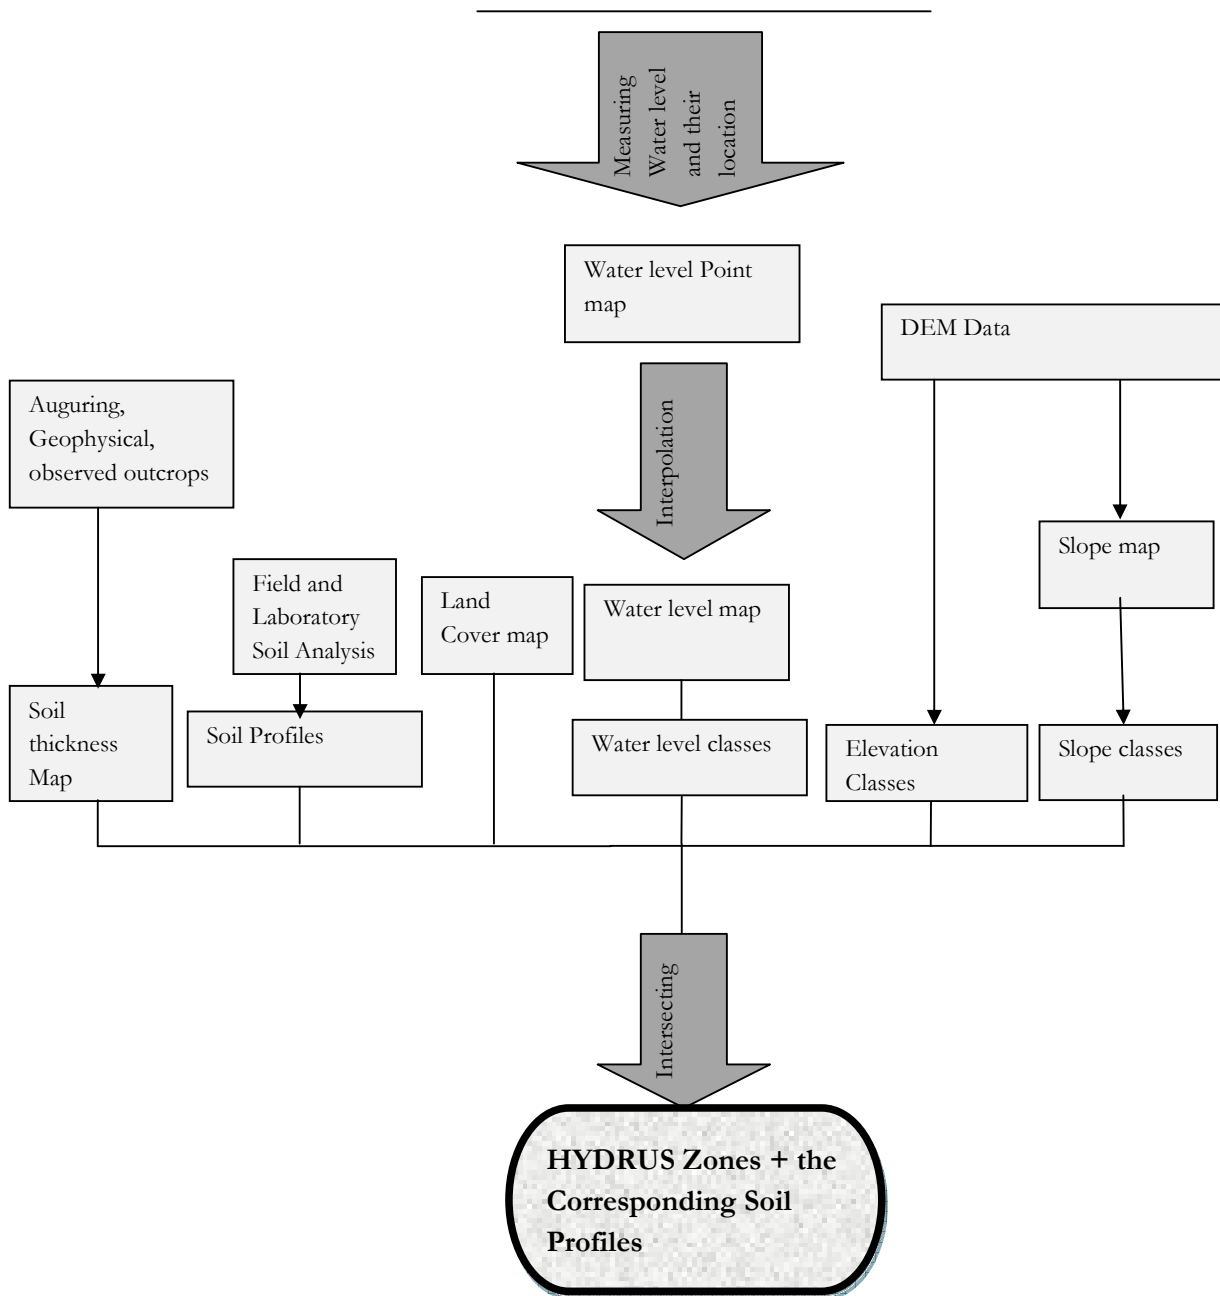 Measuring
Water level
and their
location
Water level Point
map
DEM Data
Auguring,
Geophysical,
observed outcrops
Interpolation
Slope map
Field and
Laboratory
Soil Analysis
Land
Cover map
Water level map
Soil
thickness
Map
Soil Profiles
Water level classes
Elevation
Classes
Slope classes
Intersecting
HYDRUS Zones + the
Corresponding Soil
Profiles